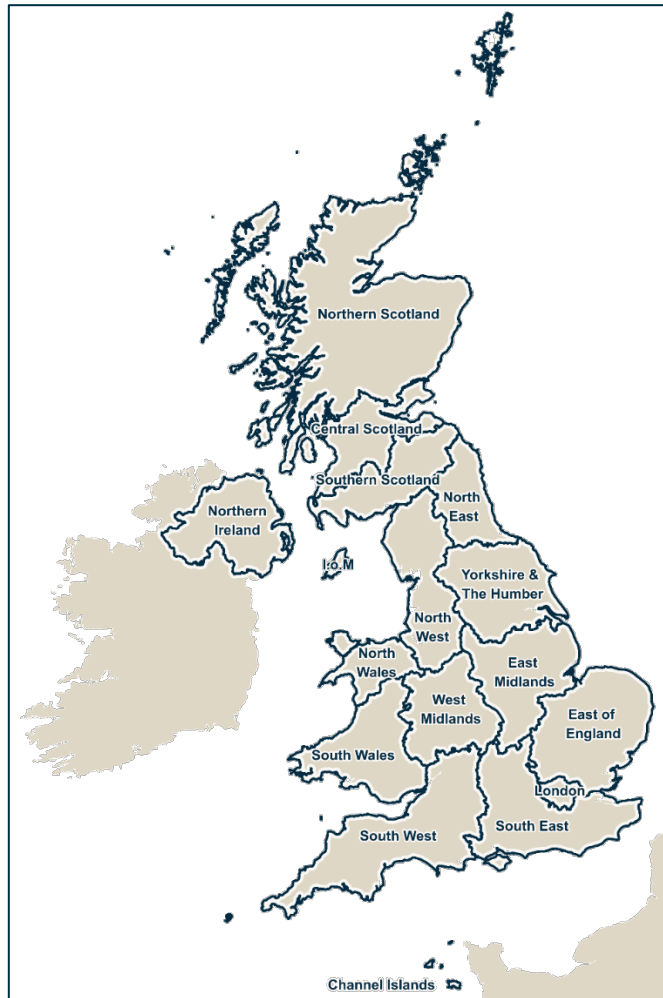 Northern Scotland
Central Scotland
Southern Scotland
Northern
Ireland
North
East
I.o.M
Yorkshire &
The Humber
North
West
North
Wales
East
Midlands
West
Midlands
East of
England
South Wales
London
South East
South West
Channel Islands